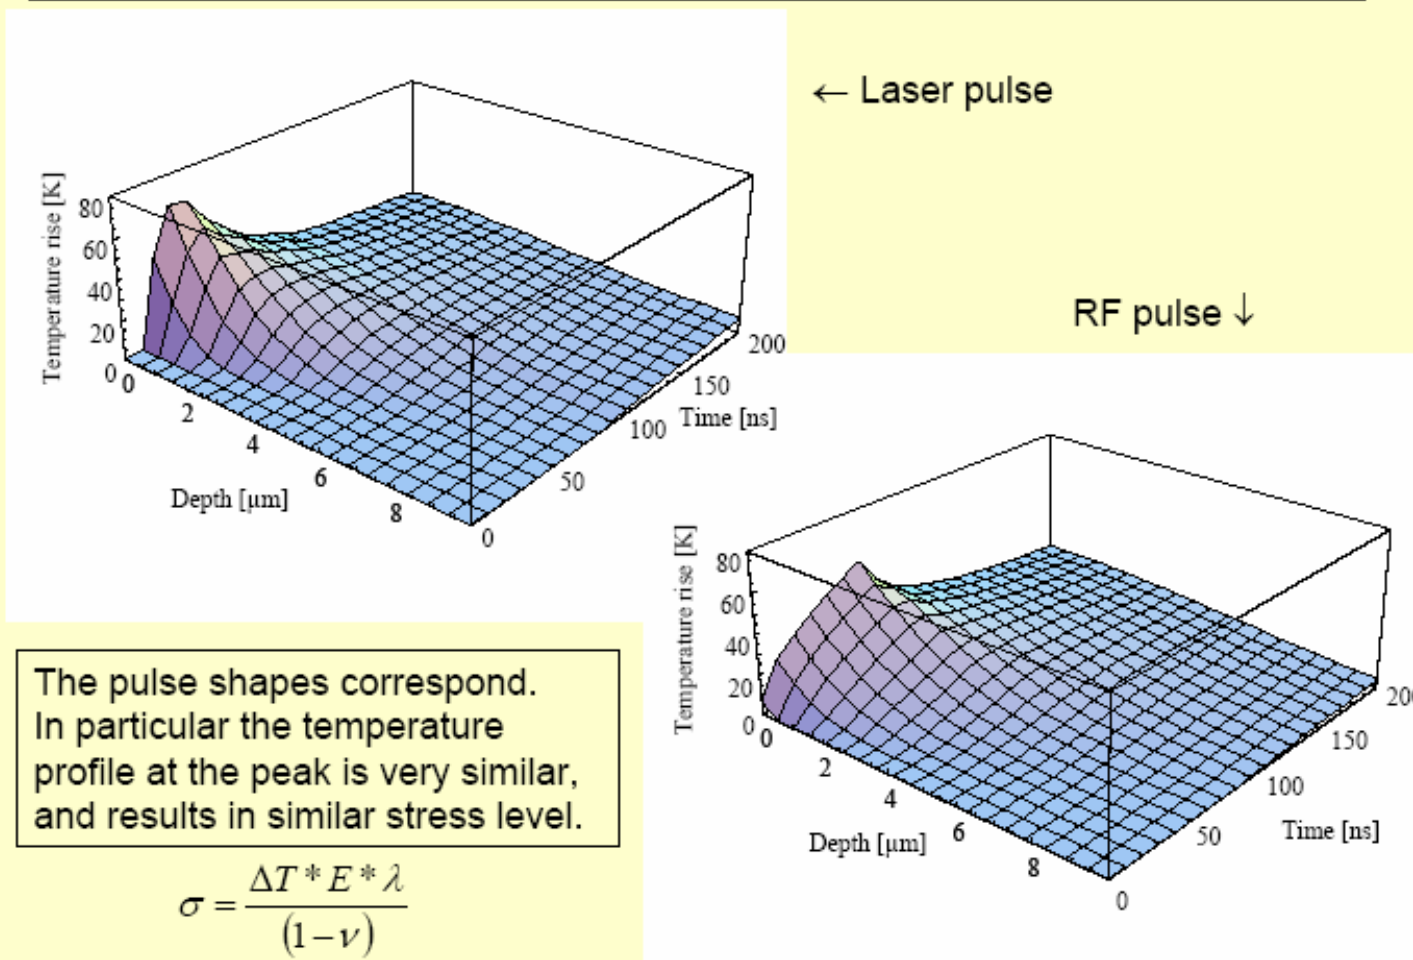 ← Laser pulse
Temperature rise [K]
80
60
40
20
0
0
2
4
6
8
Depth [µm]
0
50
100
150
200
Time [ns]
RF pulse ↓
Temperature rise [K]
80
60
40
20
0
0
2
4
6
8
Depth [µm]
0
50
100
150
200
Time [ns]
The pulse shapes correspond.
In particular the temperature
profile at the peak is very similar,
and results in similar stress level.
σ = ΔT * E * λ / (1 − ν)